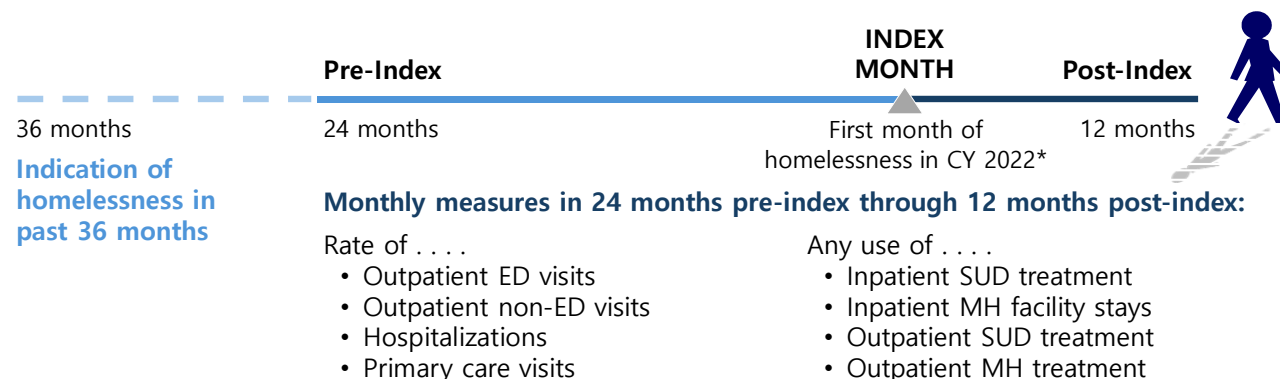 INDEX
MONTH
Pre-Index
Post-Index
36 months
24 months
First month of
homelessness in CY 2022*
12 months
Indication of
homelessness in
past 36 months
Monthly measures in 24 months pre-index through 12 months post-index:
Rate of . . . .
• Outpatient ED visits
• Outpatient non-ED visits
• Hospitalizations
• Primary care visits
Any use of . . . .
• Inpatient SUD treatment
• Inpatient MH facility stays
• Outpatient SUD treatment
• Outpatient MH treatment